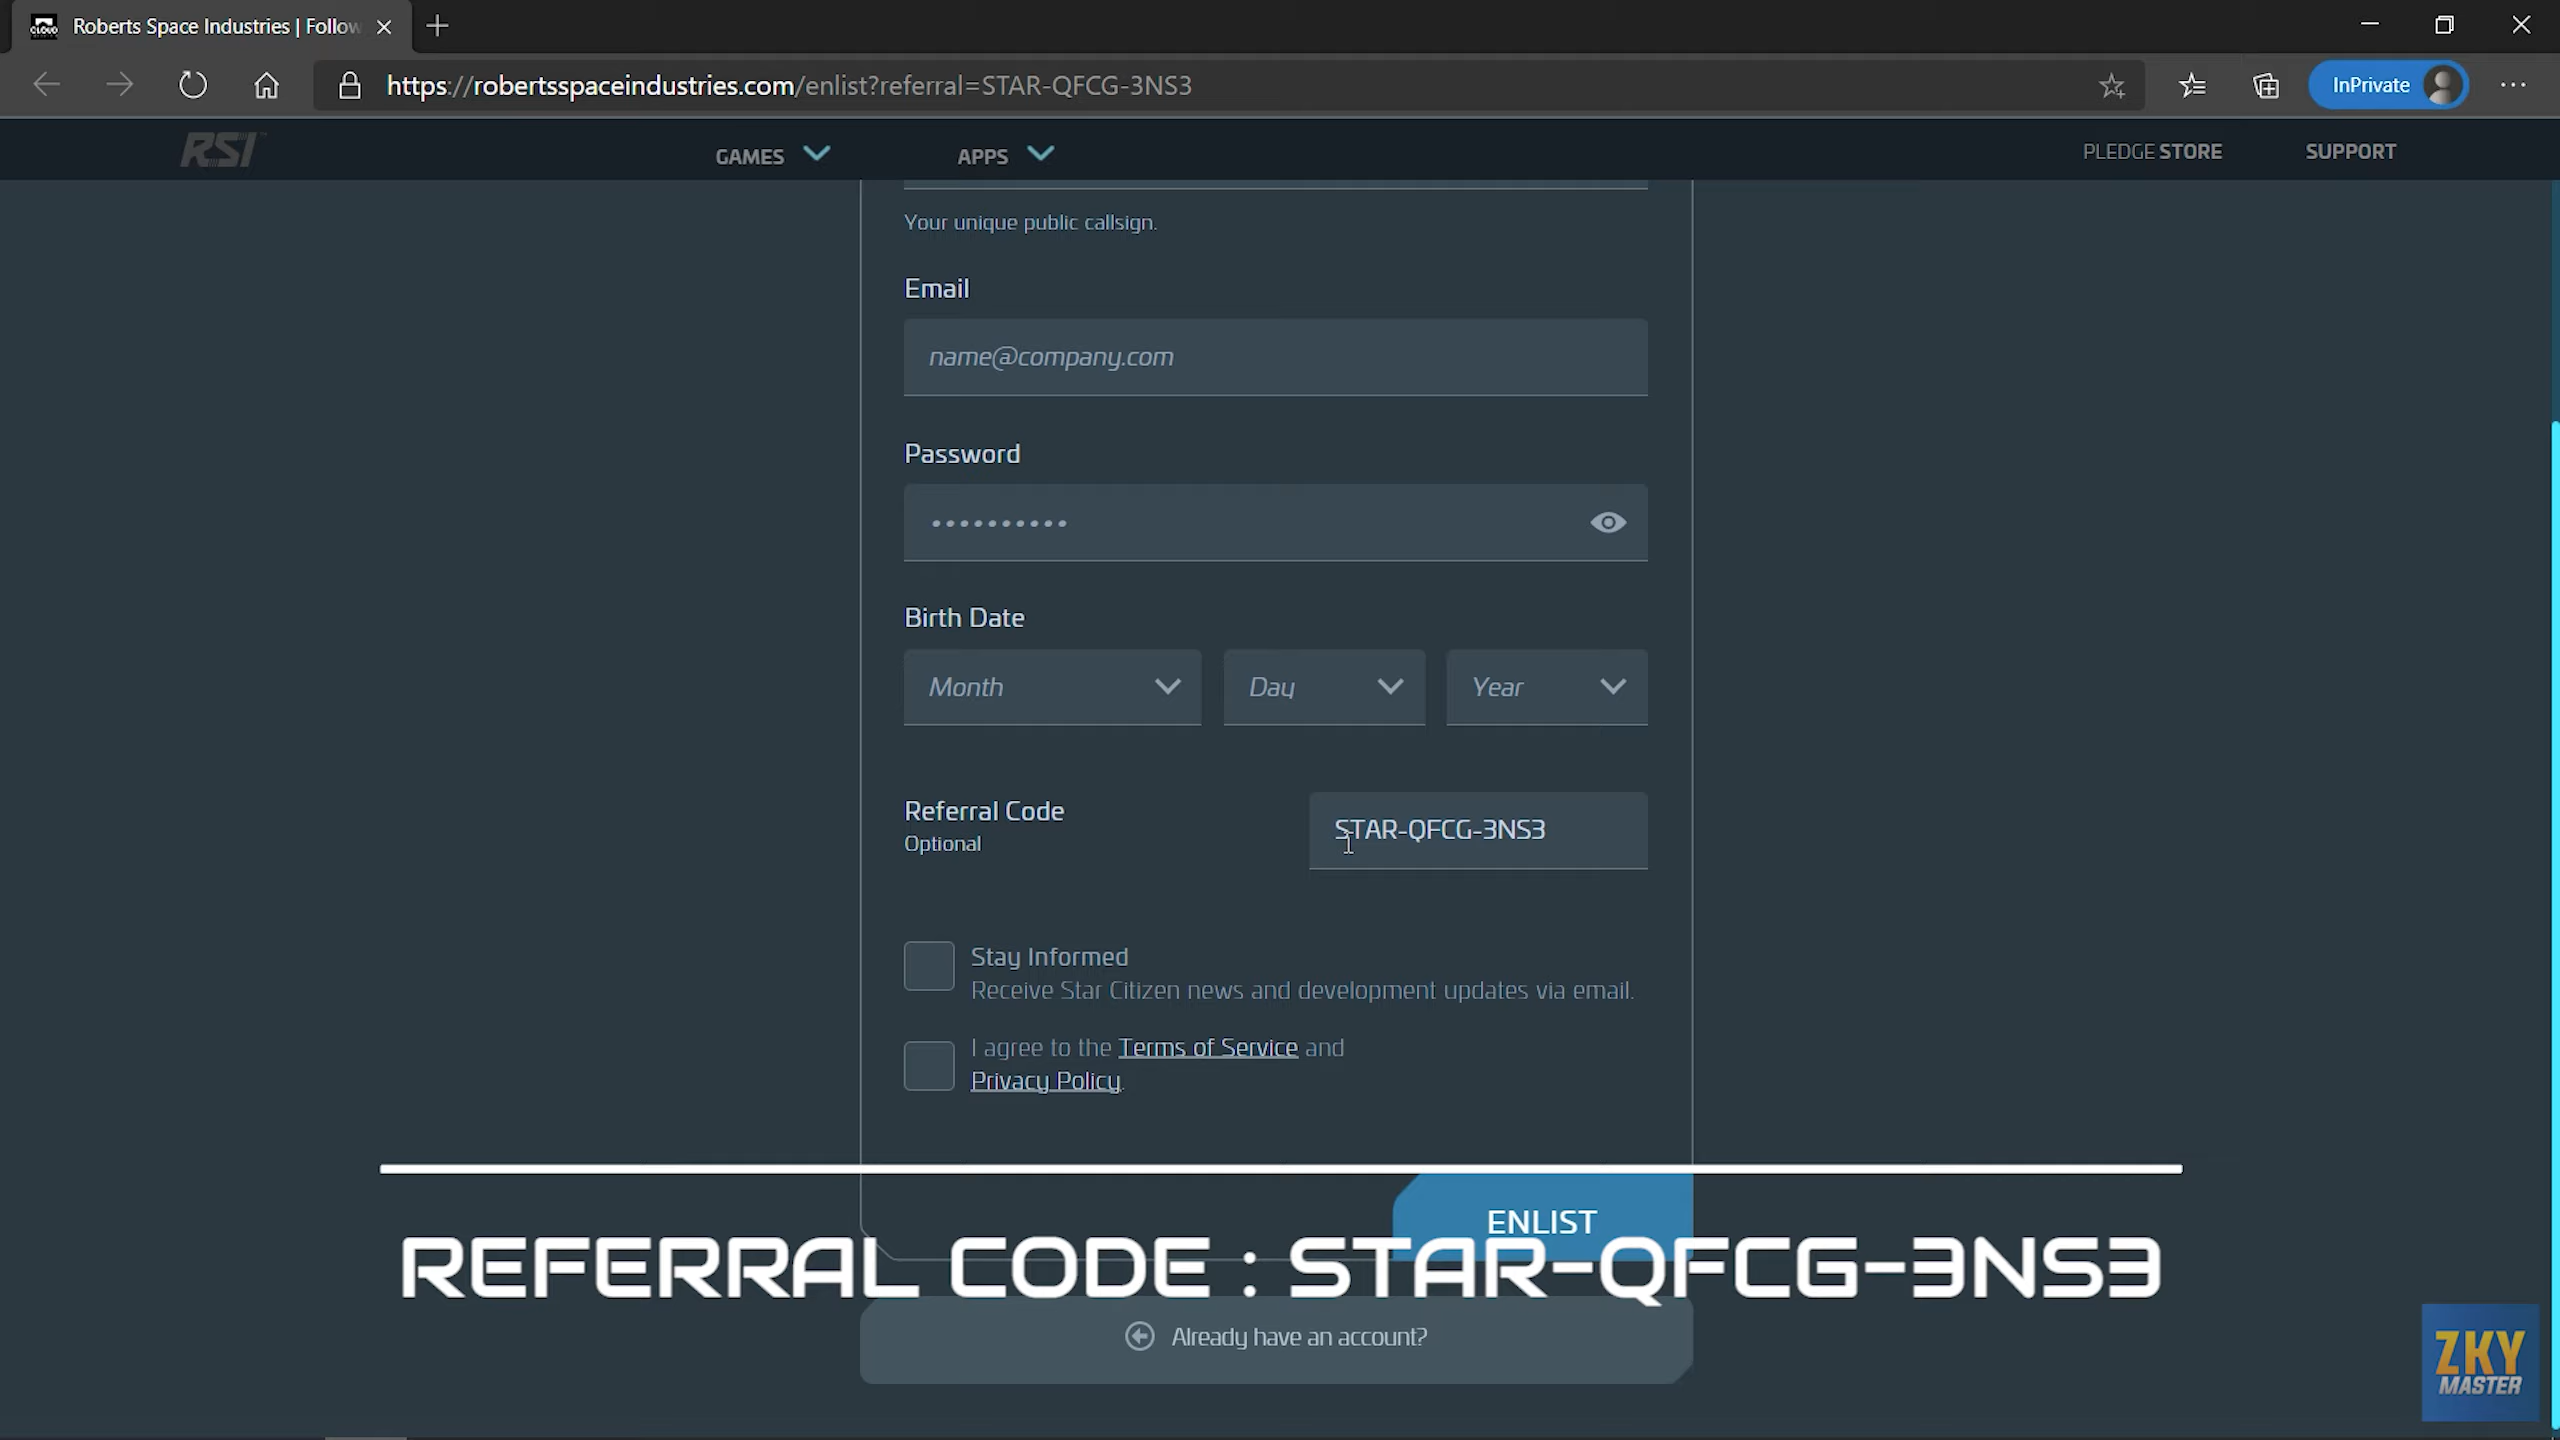 Roberts Space Industries | Follow
https://robertsspaceindustries.com/enlist?referral=STAR-QFCG-3NS3
InPrivate
RSI
GAMES
APPS
PLEDGE STORE
SUPPORT
Your unique public callsign.
Email
name@company.com
Password
Birth Date
Month
Day
Year
Referral Code
Optional
STAR-QFCG-3NS3
Stay Informed
Receive Star Citizen news and development updates via email.
I agree to the Terms of Service and
Privacy Policy.
ENLIST
REFERRAL CODE : STAR-QFCG-3NS3
Already have an account?
ZKY
MASTER